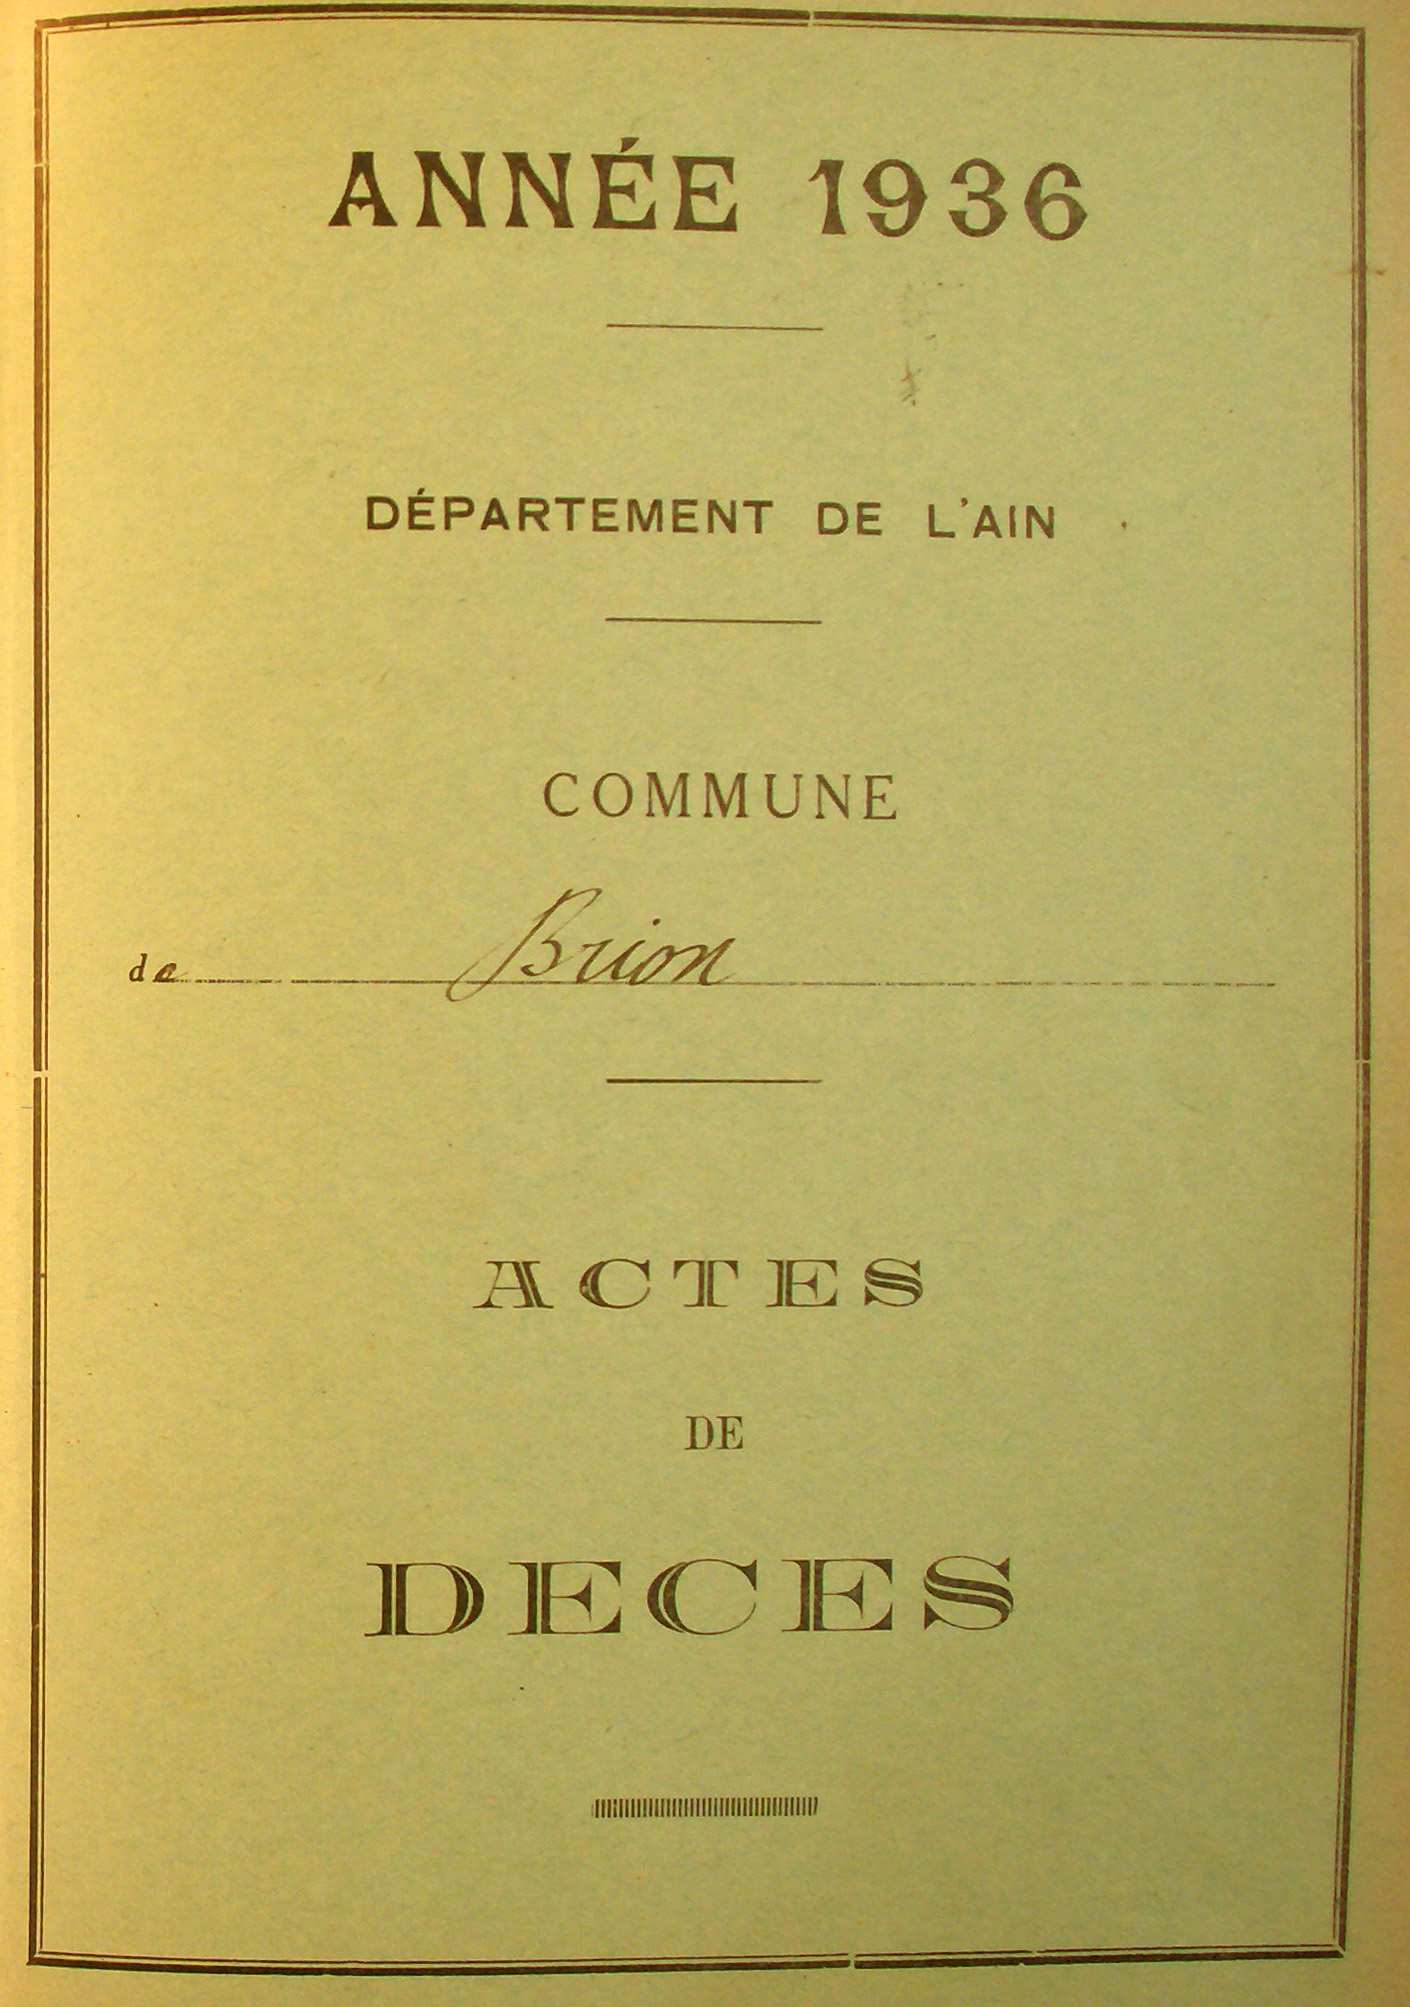 ANNÉE 1936
DÉPARTEMENT DE L'AIN
COMMUNE
de Brion
ACTES
DE
DECES